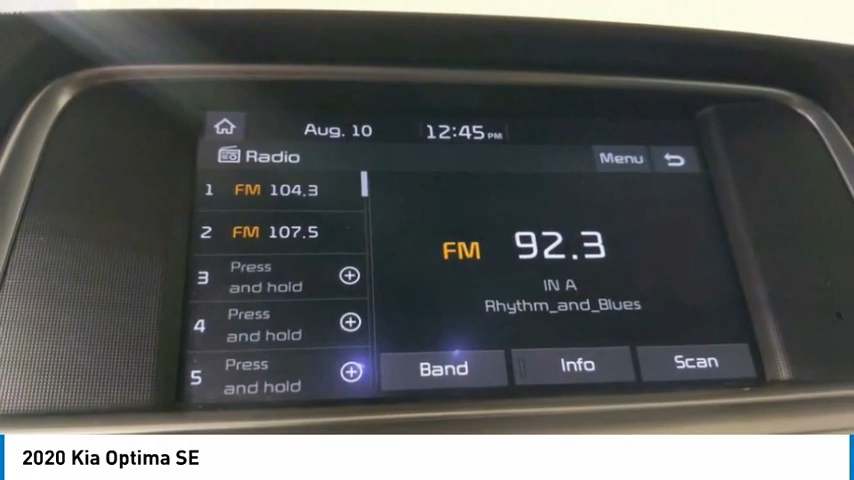 Aug. 10 12:45 PM
Radio Menu
1 FM 104.3
2 FM 107.5
3 Press and hold
4 Press and hold
5 Press and hold
FM 92.3
IN A
Rhythm_and_Blues
Band Info Scan
2020 Kia Optima SE